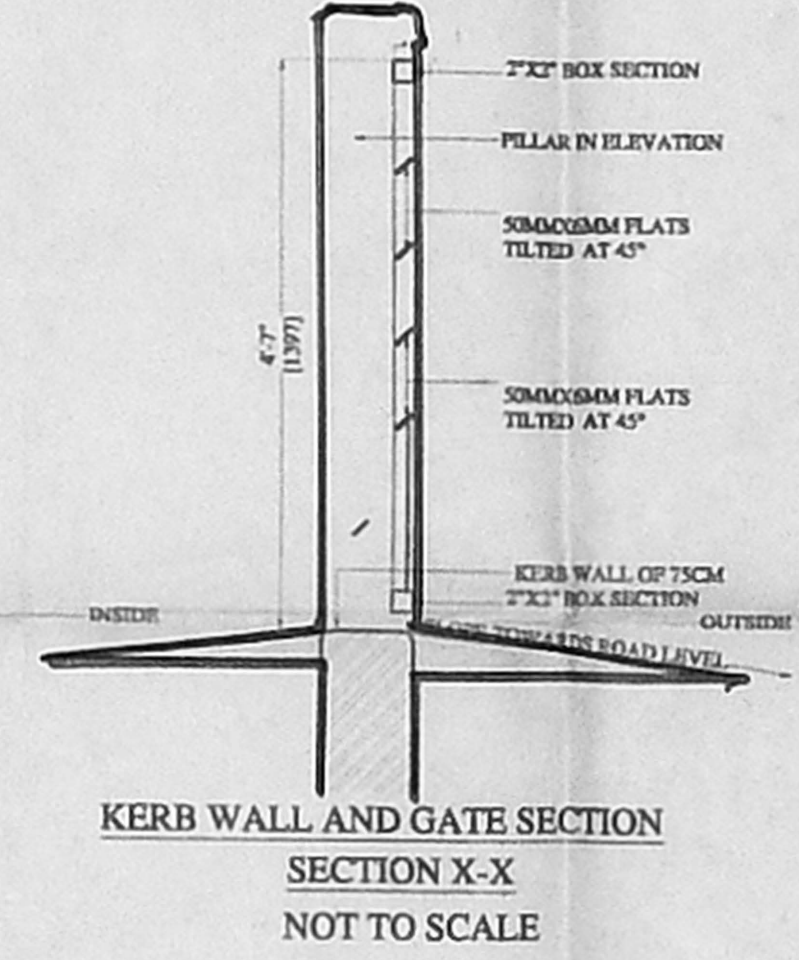 2"X2" BOX SECTION
PILLAR IN ELEVATION
50MMX6MM FLATS
TILTED AT 45°
4'-7"
[1397]
50MMX6MM FLATS
TILTED AT 45°
KERB WALL OF 75CM
2"X2" BOX SECTION
INSIDE
OUTSIDE
SLOPE TOWARDS ROAD LEVEL
KERB WALL AND GATE SECTION
SECTION X-X
NOT TO SCALE